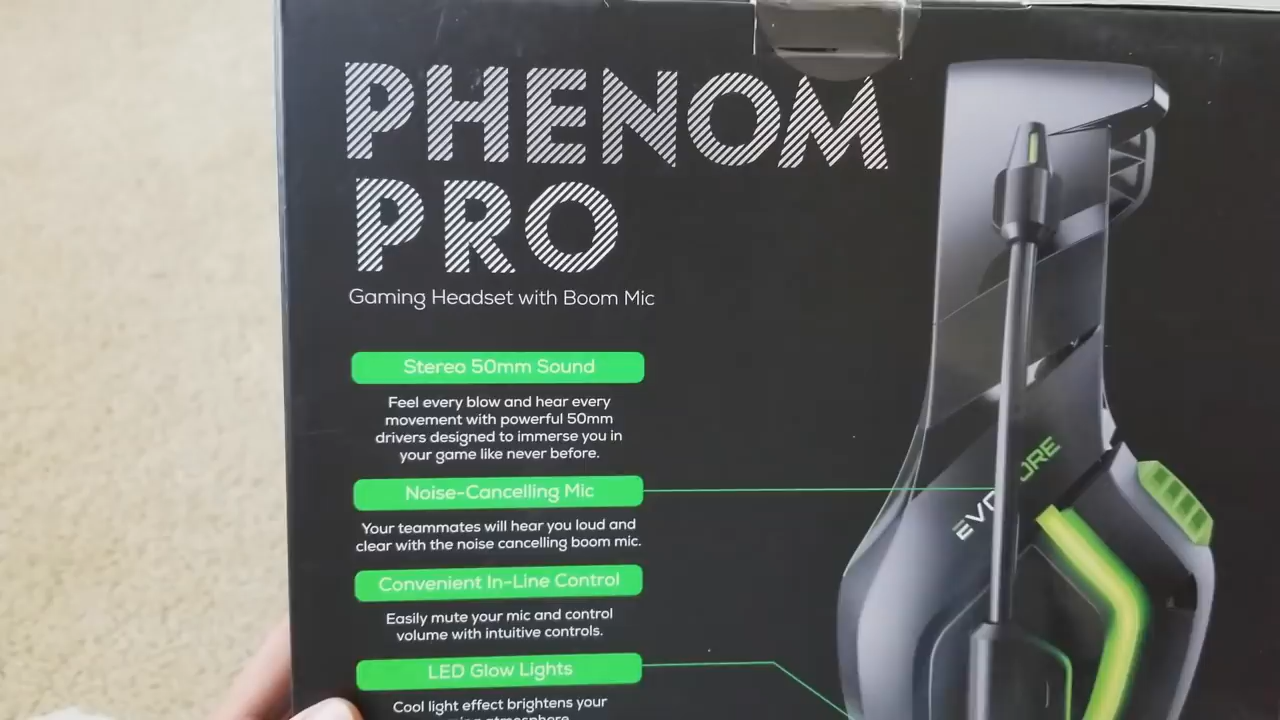 PHENOM
PRO
Gaming Headset with Boom Mic
Stereo 50mm Sound
Feel every blow and hear every
movement with powerful 50mm
drivers designed to immerse you in
your game like never before.
Noise-Cancelling Mic
Your teammates will hear you loud and
clear with the noise cancelling boom mic.
Convenient In-Line Control
Easily mute your mic and control
volume with intuitive controls.
LED Glow Lights
Cool light effect brightens your
atmosphere.